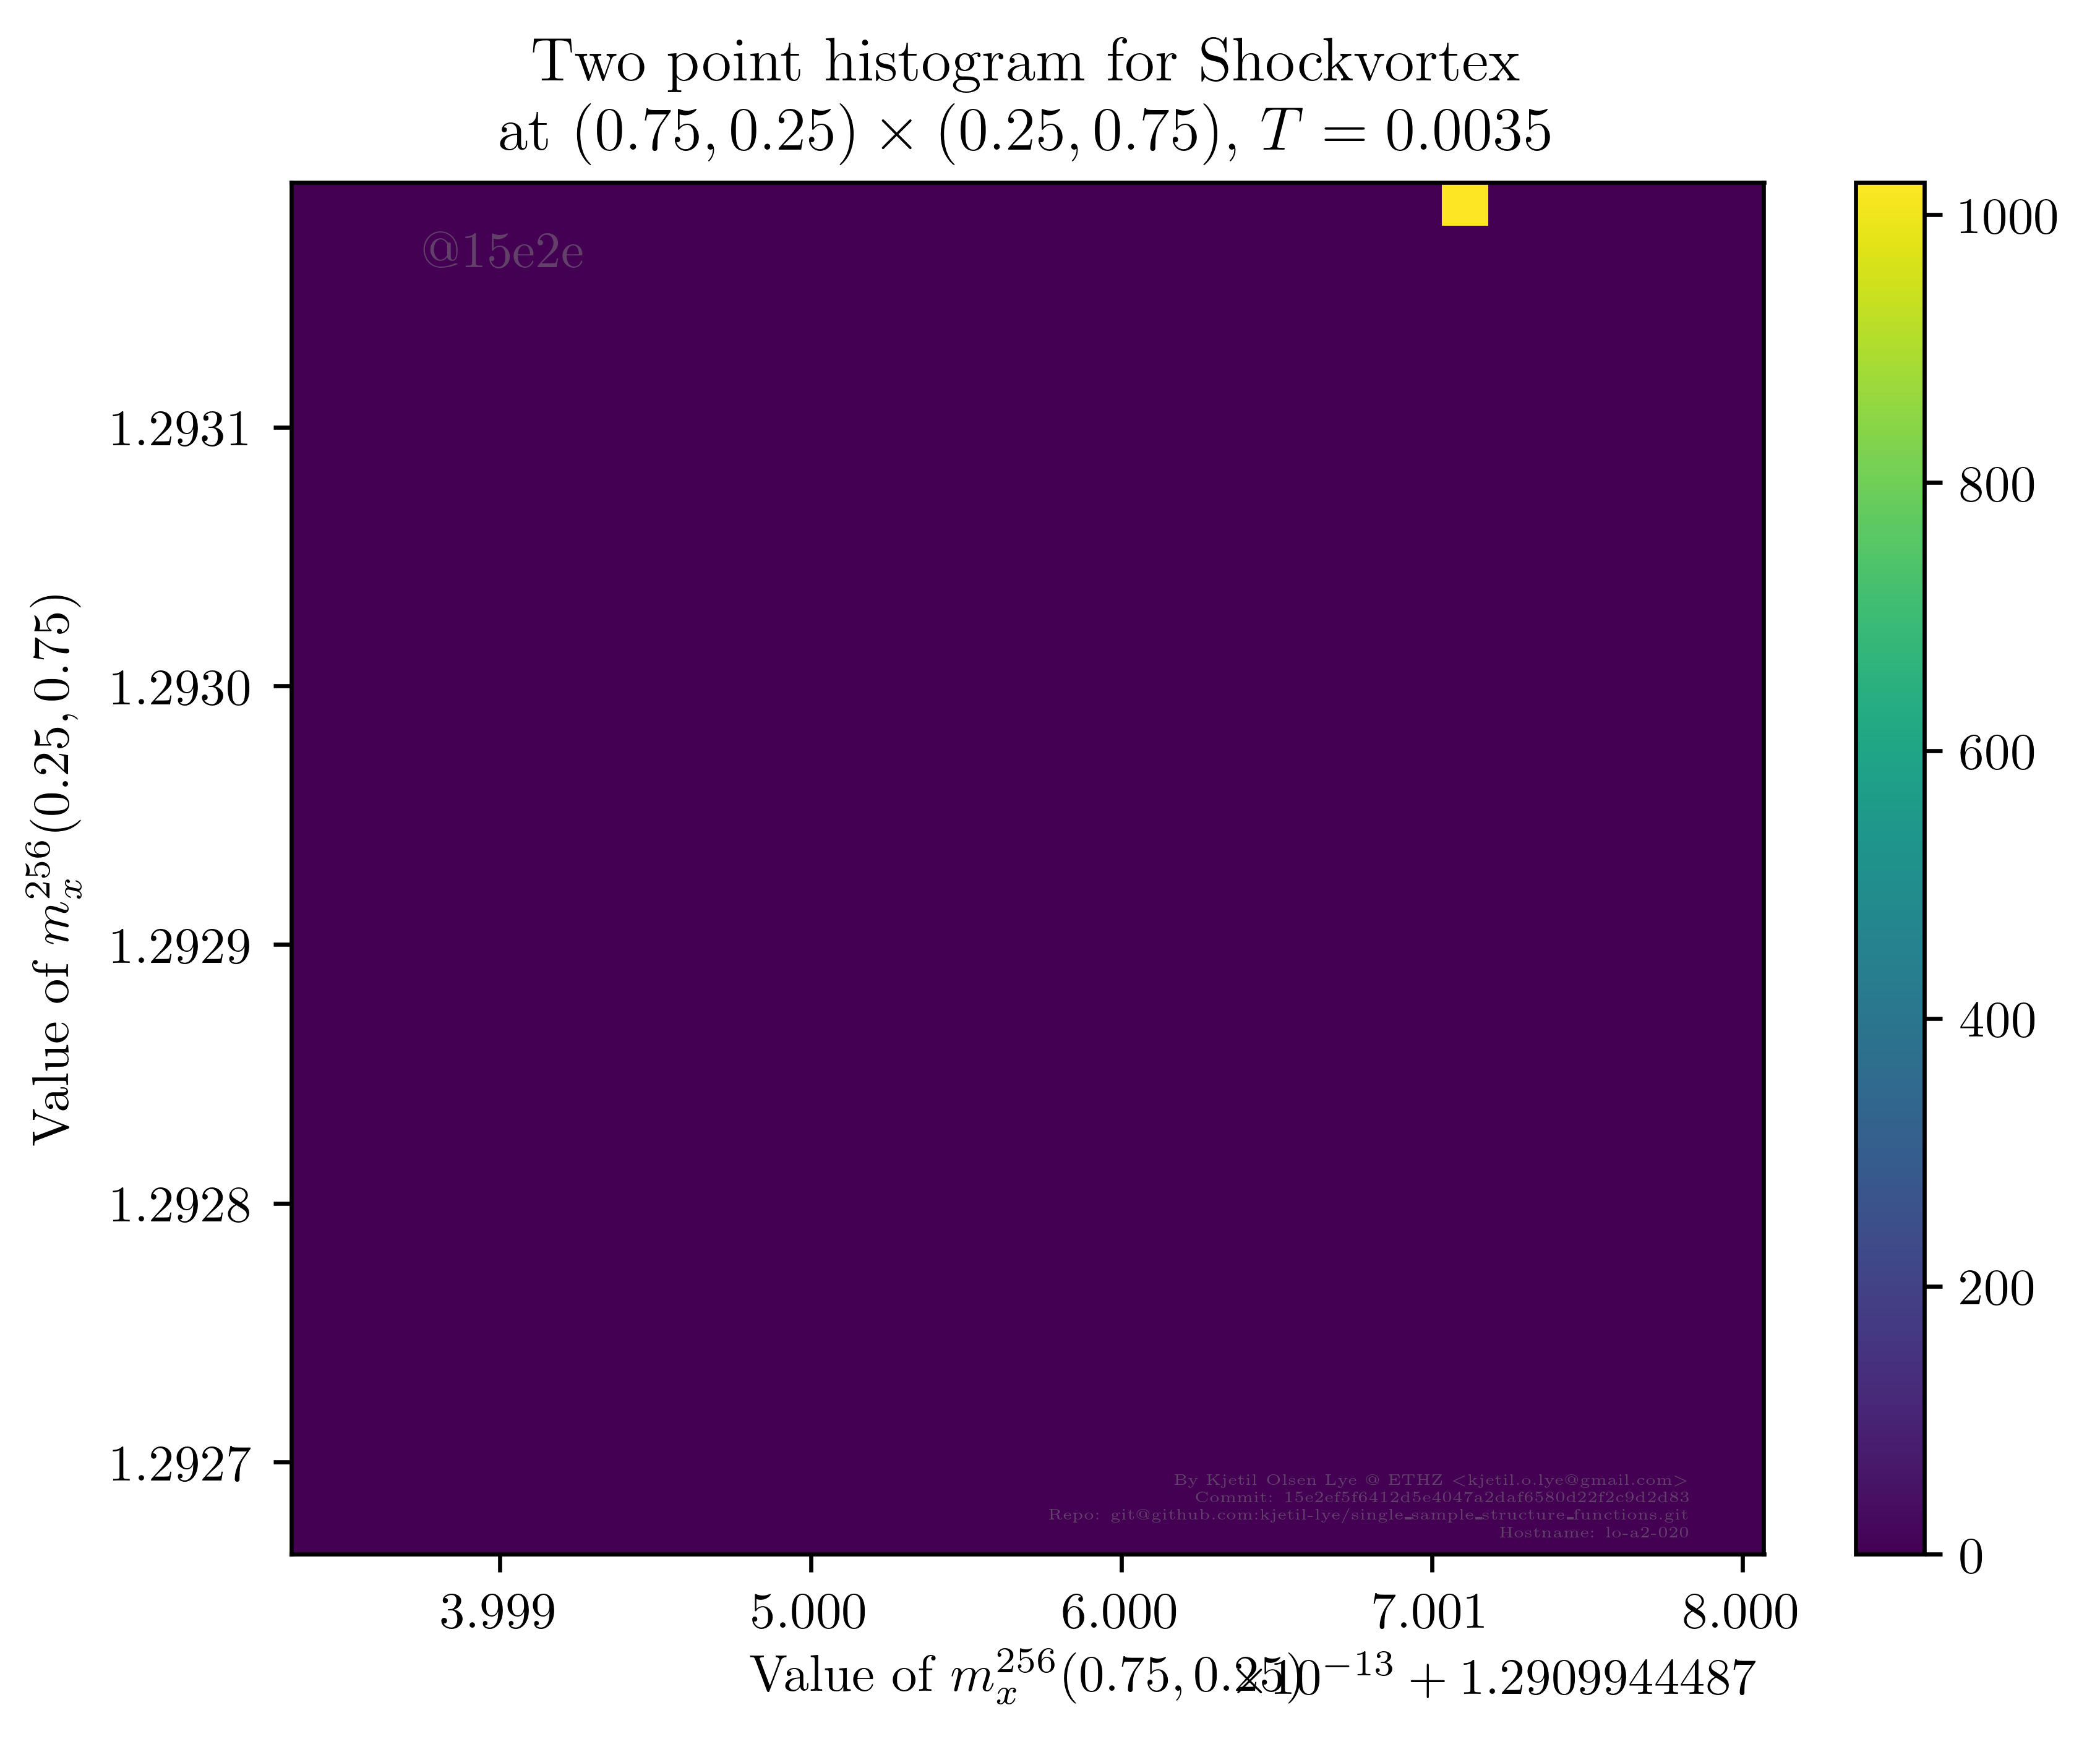 Two point histogram for Shockvortex
at (0.75, 0.25) × (0.25, 0.75), T = 0.0035
@15e2e
1.2931
1.2930
1.2929
1.2928
1.2927
Value of m_x^{256}(0.25, 0.75)
1000
800
600
400
200
0
By Kjetil Olsen Lye @ ETHZ <kjetil.o.lye@gmail.com>
Commit: 15e2ef5f6412d5e4047a2daf6580d22f2c9d2d83
Repo: git@github.com:kjetil-lye/single_sample_structure_functions.git
Hostname: lo-a2-020
3.999 5.000 6.000 7.001 8.000
Value of m_x^{256}(0.75, 0.25)
×10^{−13} + 1.2909944487